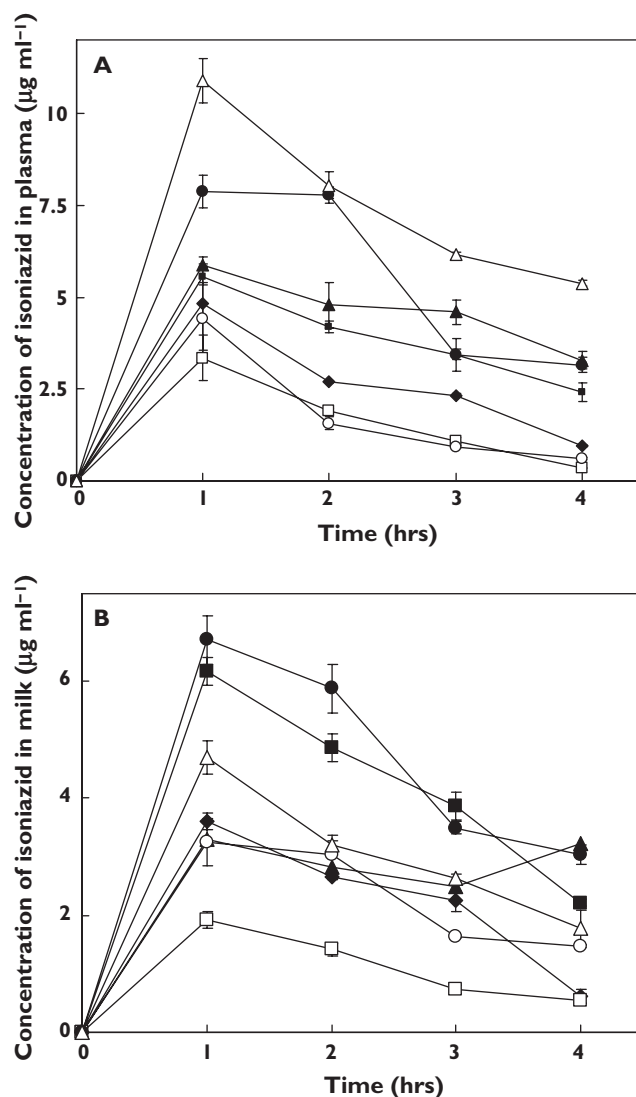 A
Concentration of isoniazid in plasma (μg ml⁻¹)
10
7.5
5
2.5
0
0 1 2 3 4
Time (hrs)
B
Concentration of isoniazid in milk (μg ml⁻¹)
6
4
2
0
0 1 2 3 4
Time (hrs)